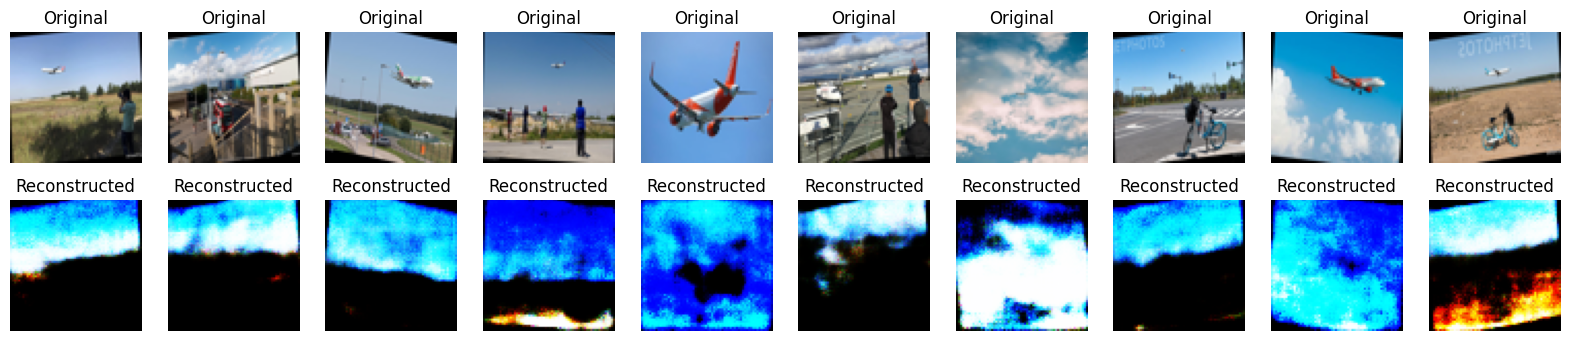 Original Original Original Original Original Original Original Original Original Original
JETPHOTOS
Reconstructed Reconstructed Reconstructed Reconstructed Reconstructed Reconstructed Reconstructed Reconstructed Reconstructed Reconstructed